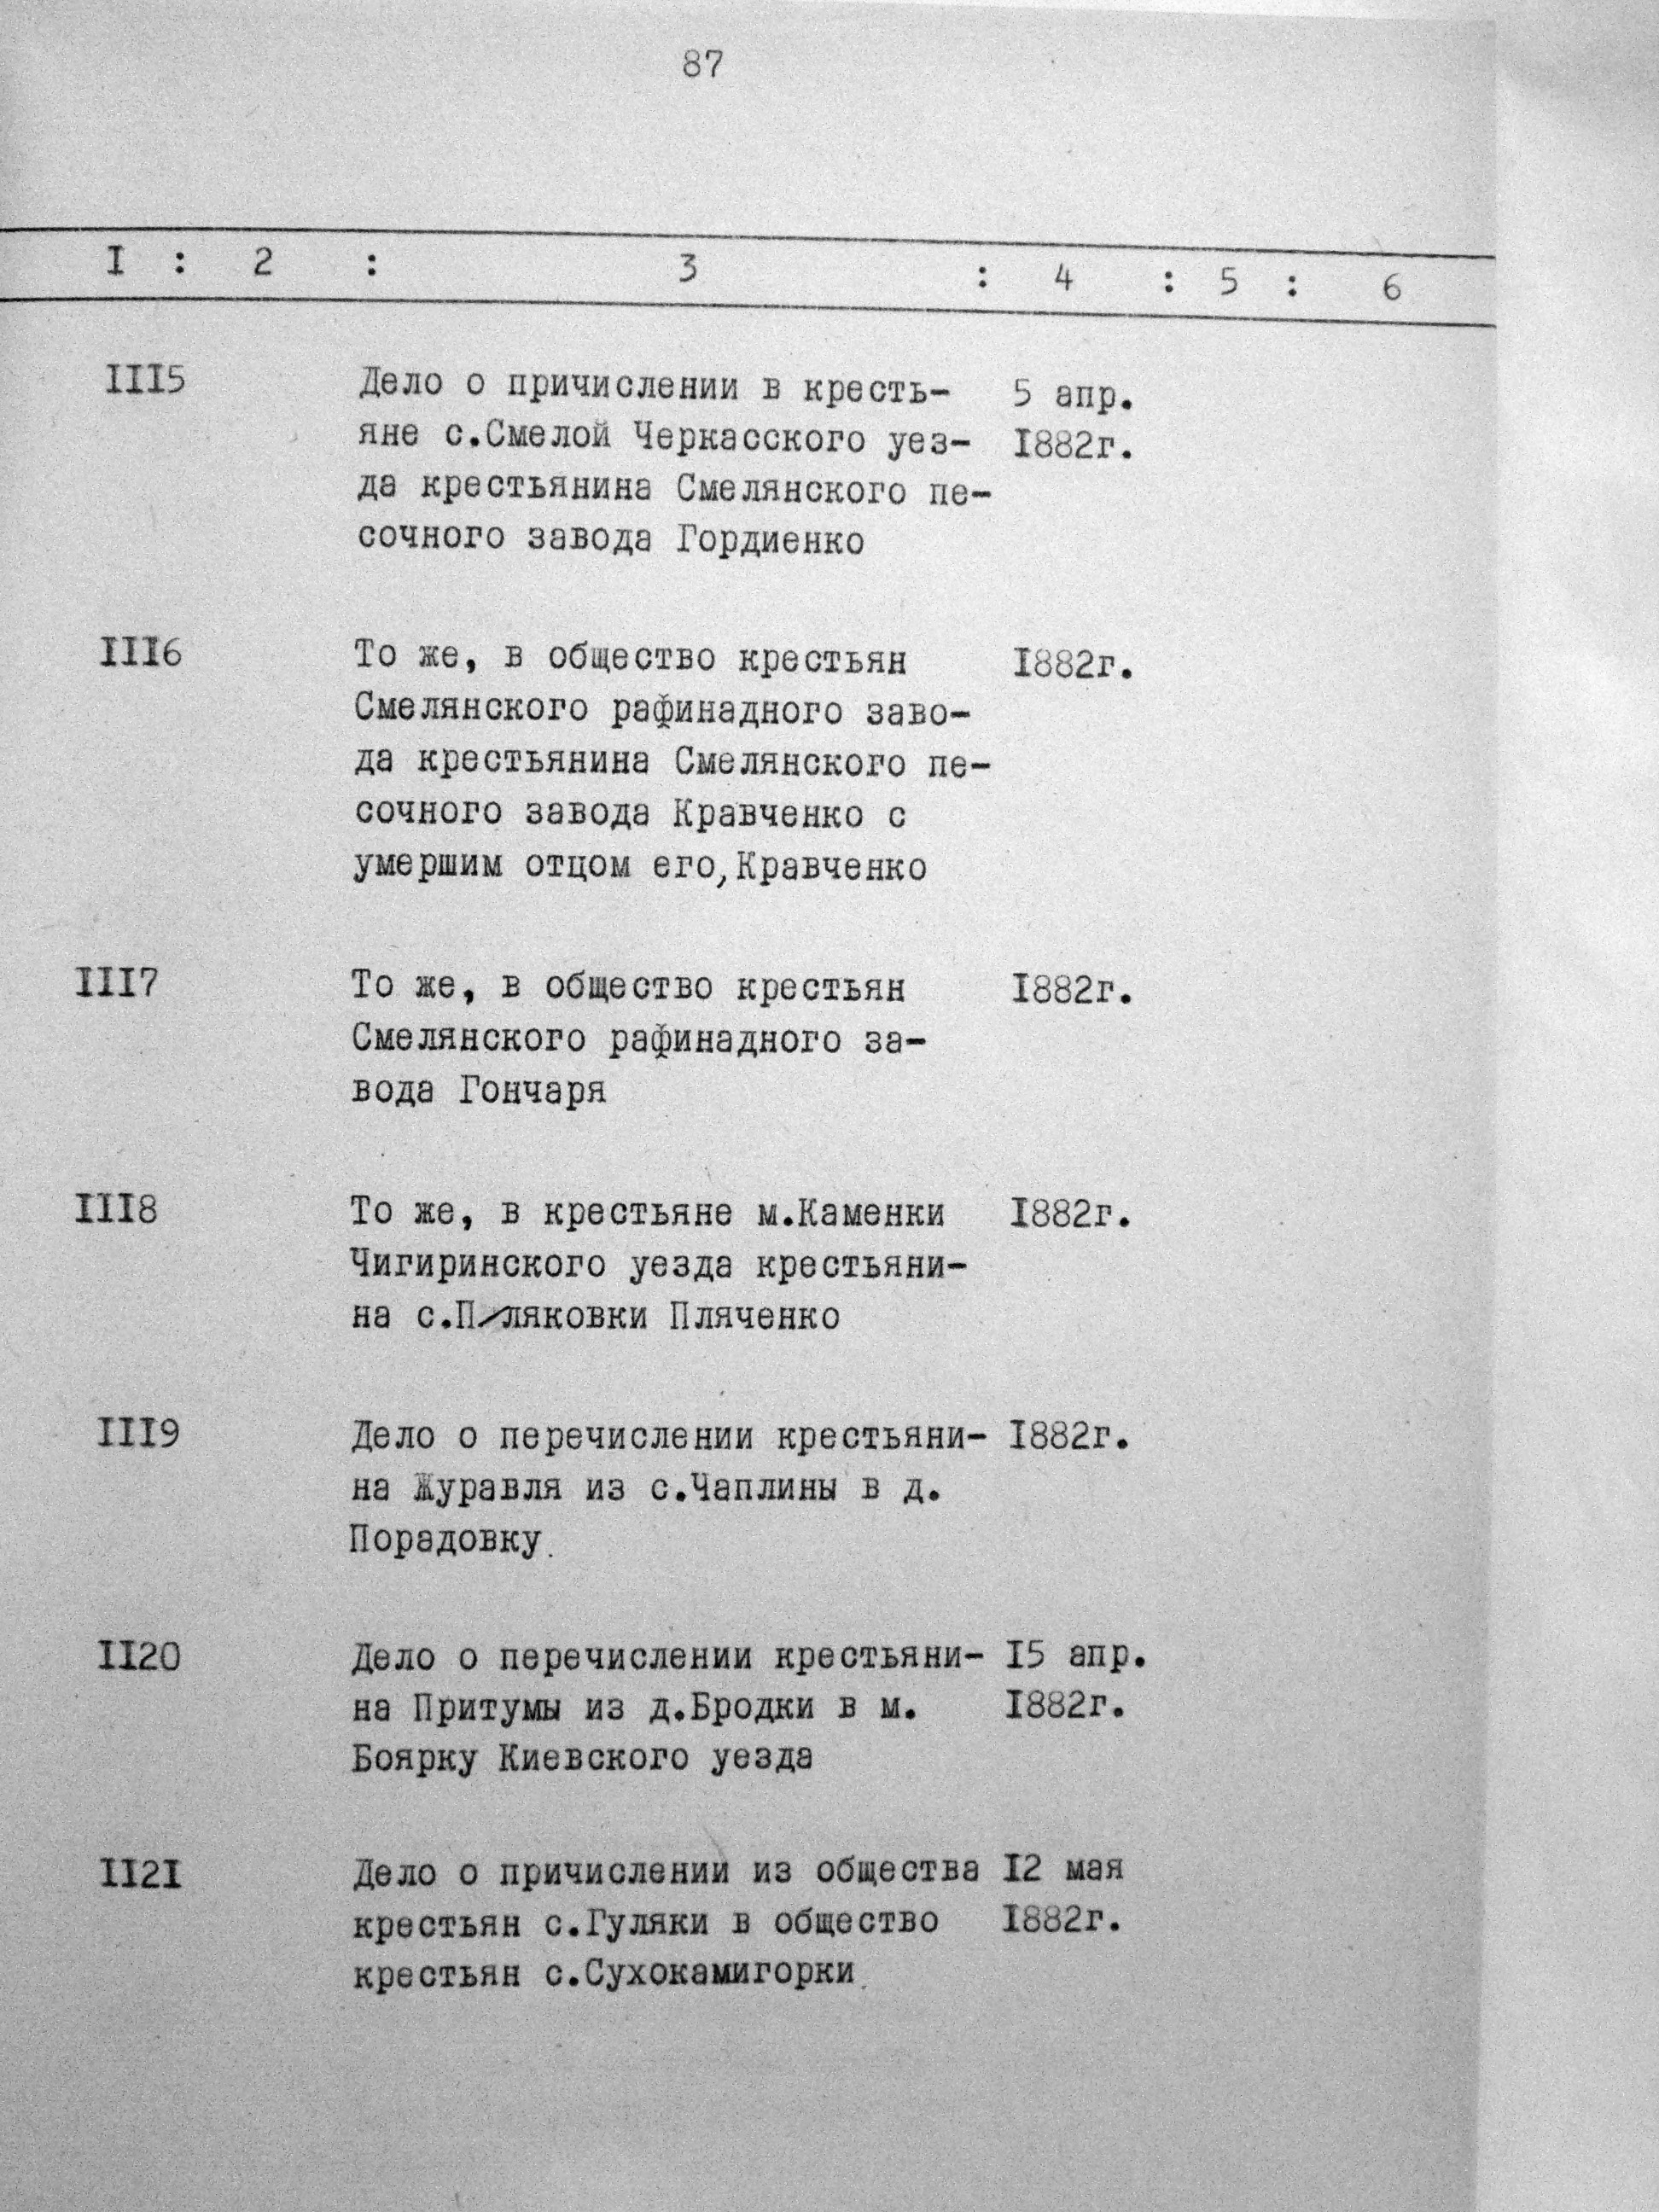 87
I : 2 : 3 : 4 : 5 : 6
III5 Дело о причислении в кресть- 5 апр.
яне с.Смелой Черкасского уез- I882г.
да крестьянина Смелянского пе-
сочного завода Гордиенко
III6 То же, в общество крестьян I882г.
Смелянского рафинадного заво-
да крестьянина Смелянского пе-
сочного завода Кравченко с
умершим отцом его, Кравченко
III7 То же, в общество крестьян I882г.
Смелянского рафинадного за-
вода Гончаря
III8 То же, в крестьяне м.Каменки I882г.
Чигиринского уезда крестьяни-
на с. Пляченко
III9 Дело о перечислении крестьяни- I882г.
на Журавля из с.Чаплины в д.
Порадовку.
II20 Дело о перечислении крестьяни- I5 апр.
на Притумы из д.Бродки в м. I882г.
Боярку Киевского уезда
II2I Дело о причислении из общества I2 мая
крестьян с.Гуляки в общество I882г.
крестьян с.Сухокамигорки.